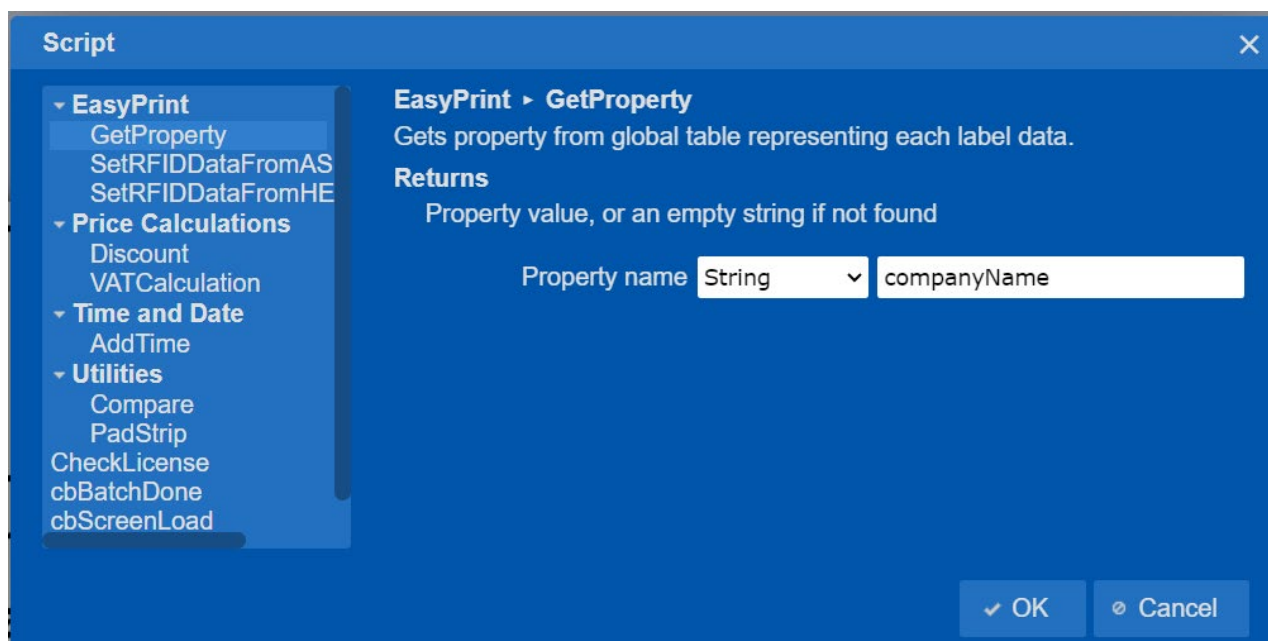 Script
EasyPrint
GetProperty
SetRFIDDataFromAS
SetRFIDDataFromHE
Price Calculations
Discount
VATCalculation
Time and Date
AddTime
Utilities
Compare
PadStrip
CheckLicense
cbBatchDone
cbScreenLoad
EasyPrint ▸ GetProperty
Gets property from global table representing each label data.
Returns
Property value, or an empty string if not found
Property name String companyName
OK Cancel